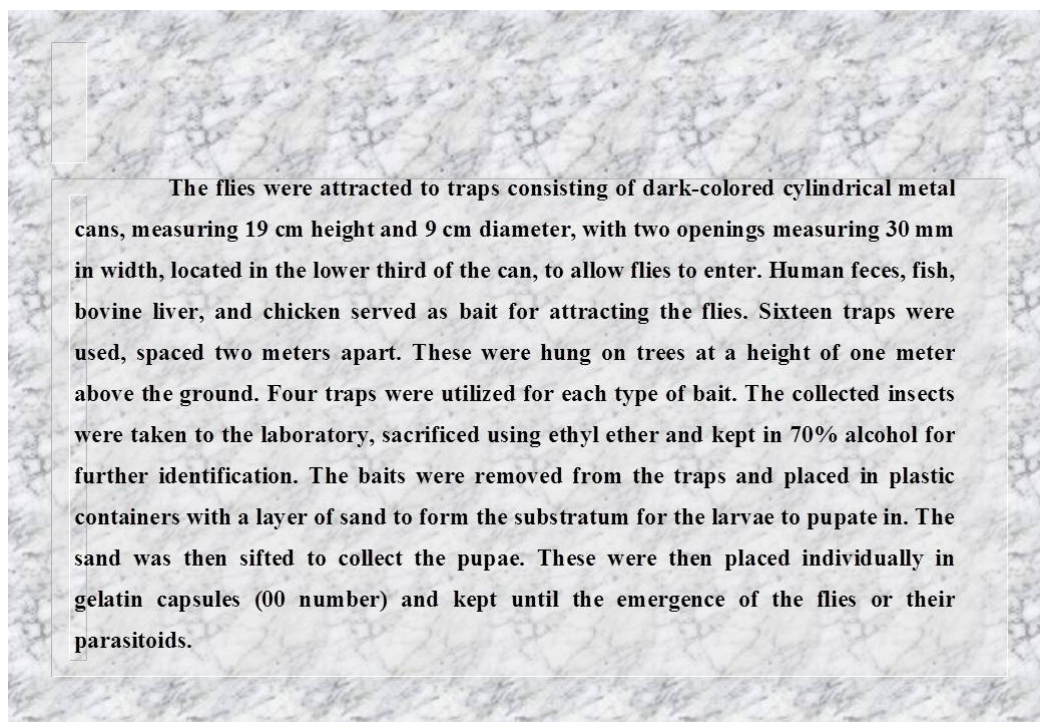 The flies were attracted to traps consisting of dark-colored cylindrical metal
cans, measuring 19 cm height and 9 cm diameter, with two openings measuring 30 mm
in width, located in the lower third of the can, to allow flies to enter. Human feces, fish,
bovine liver, and chicken served as bait for attracting the flies. Sixteen traps were
used, spaced two meters apart. These were hung on trees at a height of one meter
above the ground. Four traps were utilized for each type of bait. The collected insects
were taken to the laboratory, sacrificed using ethyl ether and kept in 70% alcohol for
further identification. The baits were removed from the traps and placed in plastic
containers with a layer of sand to form the substratum for the larvae to pupate in. The
sand was then sifted to collect the pupae. These were then placed individually in
gelatin capsules (00 number) and kept until the emergence of the flies or their
parasitoids.